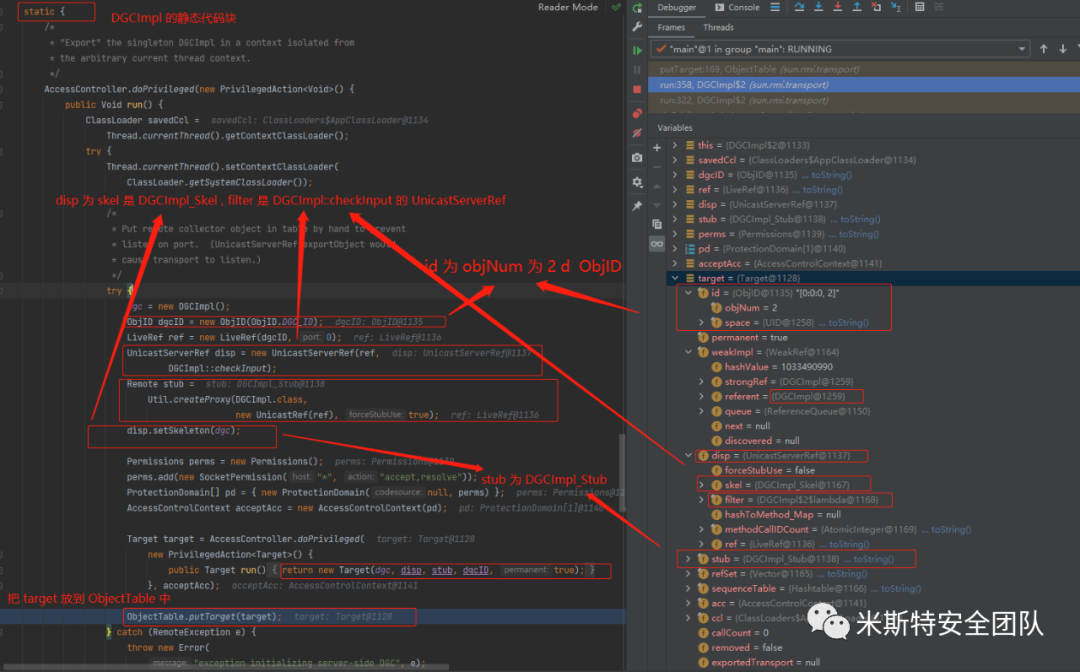 static {
DGCImpl 的静态代码块
Reader Mode
/*
* "Export" the singleton DGCImpl in a context isolated from
* the arbitrary current thread context.
*/
AccessController.doPrivileged(new PrivilegedAction<Void>() {
public Void run() {
ClassLoader savedCcl = savedCcl: ClassLoaders$AppClassLoader@1134
Thread.currentThread().getContextClassLoader();
try {
Thread.currentThread().setContextClassLoader(
ClassLoader.getSystemClassLoader());
disp 为 skel 是 DGCImpl_Skel , filter 是 DGCImpl::checkInput 的 UnicastServerRef
/*
* Put remote collector object in table by hand to prevent
* listen on port. (UnicastServerRef.exportObject would
* cause transport to listen.)
*/
id 为 objNum 为 2 d ObjID
try {
dgc = new DGCImpl();
ObjID dgcID = new ObjID(ObjID.DGC_ID); dgcID: ObjID@1135
LiveRef ref = new LiveRef(dgcID, port: 0); ref: LiveRef@1136
UnicastServerRef disp = new UnicastServerRef(ref, disp: UnicastServerRef@1137
DGCImpl::checkInput);
Remote stub = stub: DGCImpl_Stub@1138
Util.createProxy(DGCImpl.class,
new UnicastRef(ref), forceStubUse: true); ref: LiveRef@1136
disp.setSkeleton(dgc);
Permissions perms = new Permissions(); perms: Permissions@1139
perms.add(new SocketPermission( host: "*", action: "accept,resolve"));
stub 为 DGCImpl_Stub
ProtectionDomain[] pd = { new ProtectionDomain( codesource: null, perms) }; perms: Permissions@11
AccessControlContext acceptAcc = new AccessControlContext(pd); pd: ProtectionDomain[1]@1140
Target target = AccessController.doPrivileged( target: Target@1128
new PrivilegedAction<Target>() {
public Target run() { return new Target(dgc, disp, stub, dgcID, permanent: true); }
}, acceptAcc); acceptAcc: AccessControlContext@1141
把 target 放到 ObjectTable 中
ObjectTable.putTarget(target); target: Target@1128
} catch (RemoteException e) {
throw new Error(
message: "exception initializing server-side DGC", e);
Debugger
Console
Frames
Threads
"main"@1 in group "main": RUNNING
putTarget:169, ObjectTable (sun.rmi.transport)
run:358, DGCImpl$2 (sun.rmi.transport)
run:322, DGCImpl$2 (sun.rmi.transport)
Variables
this = {DGCImpl$2@1133}
savedCcl = {ClassLoaders$AppClassLoader@1134}
dgcID = {ObjID@1135} ... toString()
ref = {LiveRef@1136} ... toString()
disp = {UnicastServerRef@1137}
stub = {DGCImpl_Stub@1138} ... toString()
perms = {Permissions@1139} ... toString()
pd = {ProtectionDomain[1]@1140}
acceptAcc = {AccessControlContext@1141}
target = {Target@1128}
id = {ObjID@1135} "[0:0:0, 2]"
objNum = 2
space = {UID@1258} ... toString()
permanent = true
weakImpl = {WeakRef@1164}
hashValue = 1033490990
strongRef = {DGCImpl@1259}
referent = {DGCImpl@1259}
queue = {ReferenceQueue@1150}
next = null
discovered = null
disp = {UnicastServerRef@1137}
forceStubUse = false
skel = {DGCImpl_Skel@1167}
filter = {DGCImpl$2$lambda@1168}
hashToMethod_Map = null
methodCallIDCount = {AtomicInteger@1169} ... toString()
ref = {LiveRef@1136} ... toString()
stub = {DGCImpl_Stub@1138} ... toString()
refSet = {Vector@1165} ... toString()
sequenceTable = {Hashtable@1166} ... toString()
acc = {AccessControlContext@1141}
ccl = {ClassLoaders$App
callCount = 0
removed = false
exportedTransport = null
米斯特安全团队